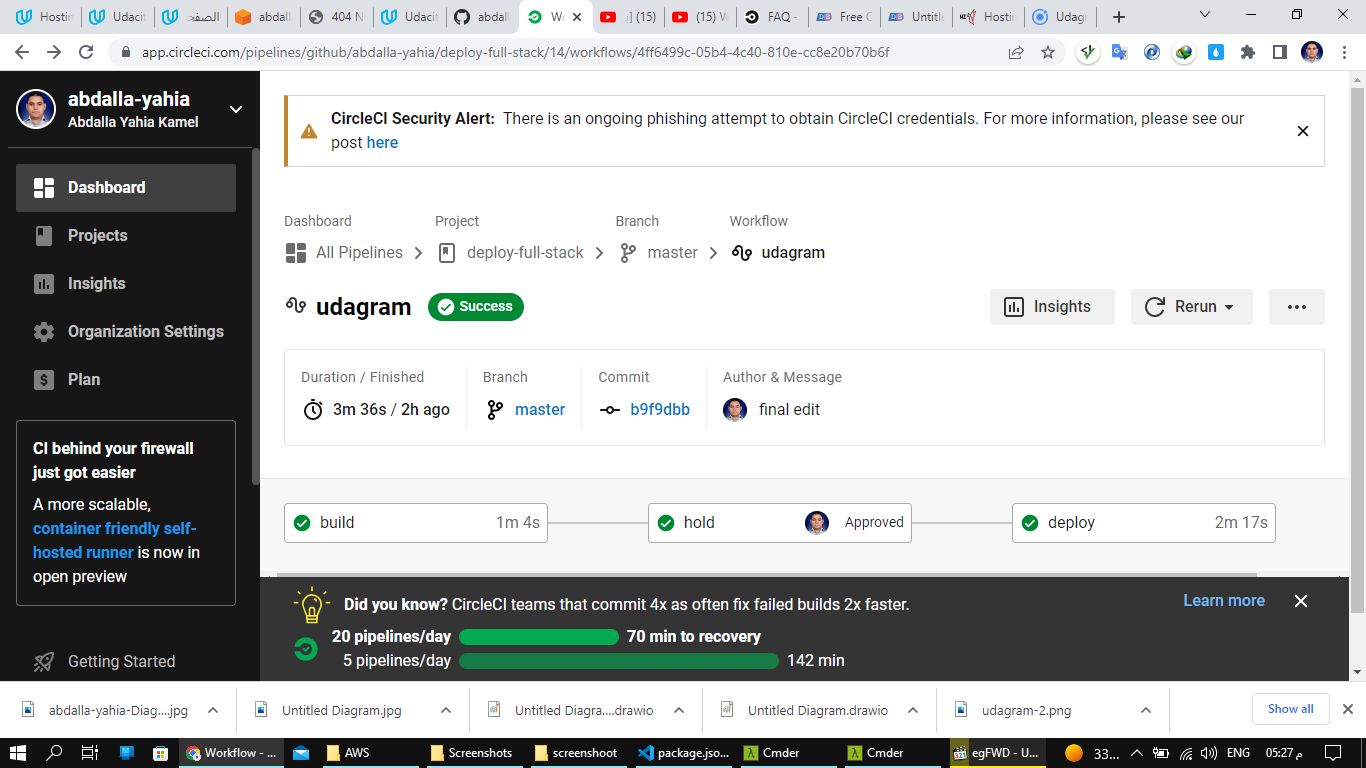 Hostin
Udacif
الصفح
abdall
404 N
Udacit
abdall
Wo
(15) [ر
(15) W
FAQ -
Free C
Untitle
Hostin
Udagr
app.circleci.com/pipelines/github/abdalla-yahia/deploy-full-stack/14/workflows/4ff6499c-05b4-4c40-810e-cc8e20b70b6f
abdalla-yahia
Abdalla Yahia Kamel
Dashboard
Projects
Insights
Organization Settings
Plan
CI behind your firewall
just got easier
A more scalable,
container friendly self-
hosted runner is now in
open preview
Getting Started
CircleCI Security Alert: There is an ongoing phishing attempt to obtain CircleCI credentials. For more information, please see our
post here
Dashboard Project Branch Workflow
All Pipelines deploy-full-stack master udagram
udagram Success Insights Rerun
Duration / Finished Branch Commit Author & Message
3m 36s / 2h ago master b9f9dbb final edit
build 1m 4s hold Approved deploy 2m 17s
Did you know? CircleCI teams that commit 4x as often fix failed builds 2x faster. Learn more
20 pipelines/day 70 min to recovery
5 pipelines/day 142 min
abdalla-yahia-Diag....jpg Untitled Diagram.jpg Untitled Diagra....drawio Untitled Diagram.drawio udagram-2.png Show all
Workflow - ... AWS Screenshots screenshoot package.jso... Cmder Cmder egFWD - U... 33... ENG 05:27 م